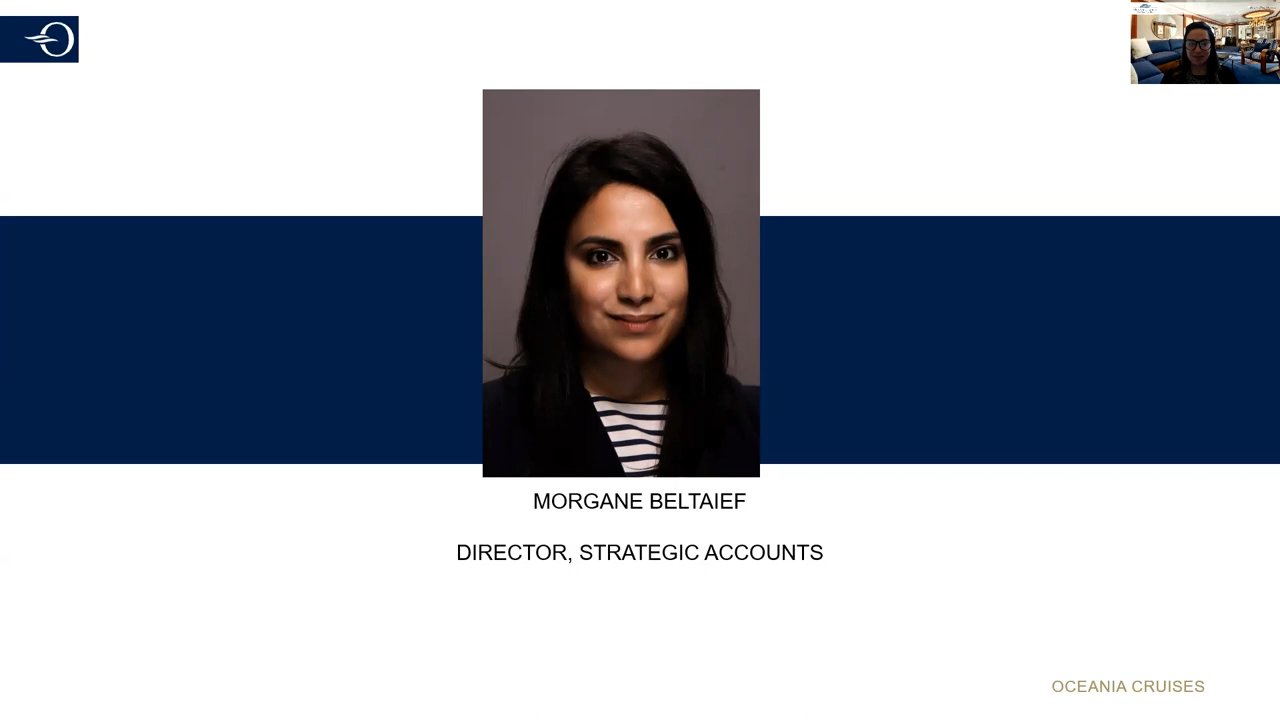 MORGANE BELTAIEF
DIRECTOR, STRATEGIC ACCOUNTS
OCEANIA CRUISES